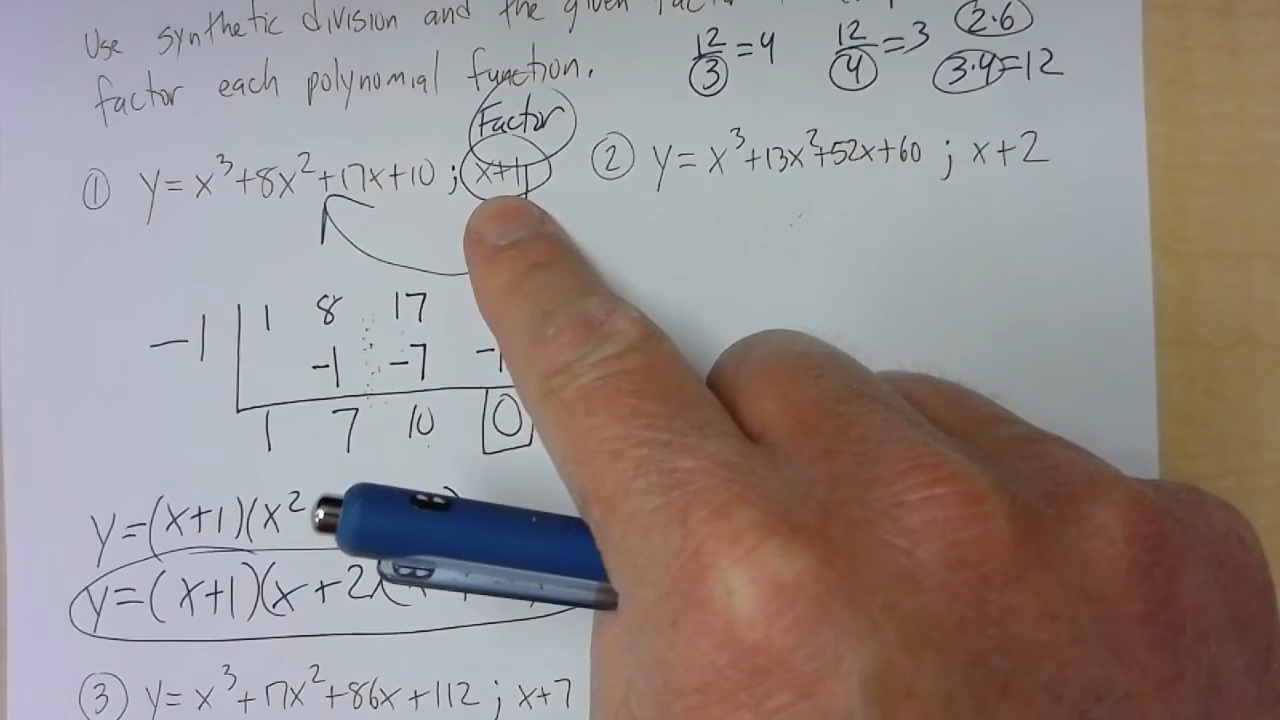 Use synthetic division and the given factor
factor each polynomial function.
12/3 = 4 12/4 = 3 2·6
3·4 = 12
Factor
① y = x³ + 8x² + 17x + 10 ; x+1
② y = x³ + 13x² + 52x + 60 ; x+2
-1 | 1 8 17
-1 -7
1 7 10 0
y = (x+1)(x²
y = (x+1)(x+2)(
③ y = x³ + 17x² + 86x + 112 ; x+7